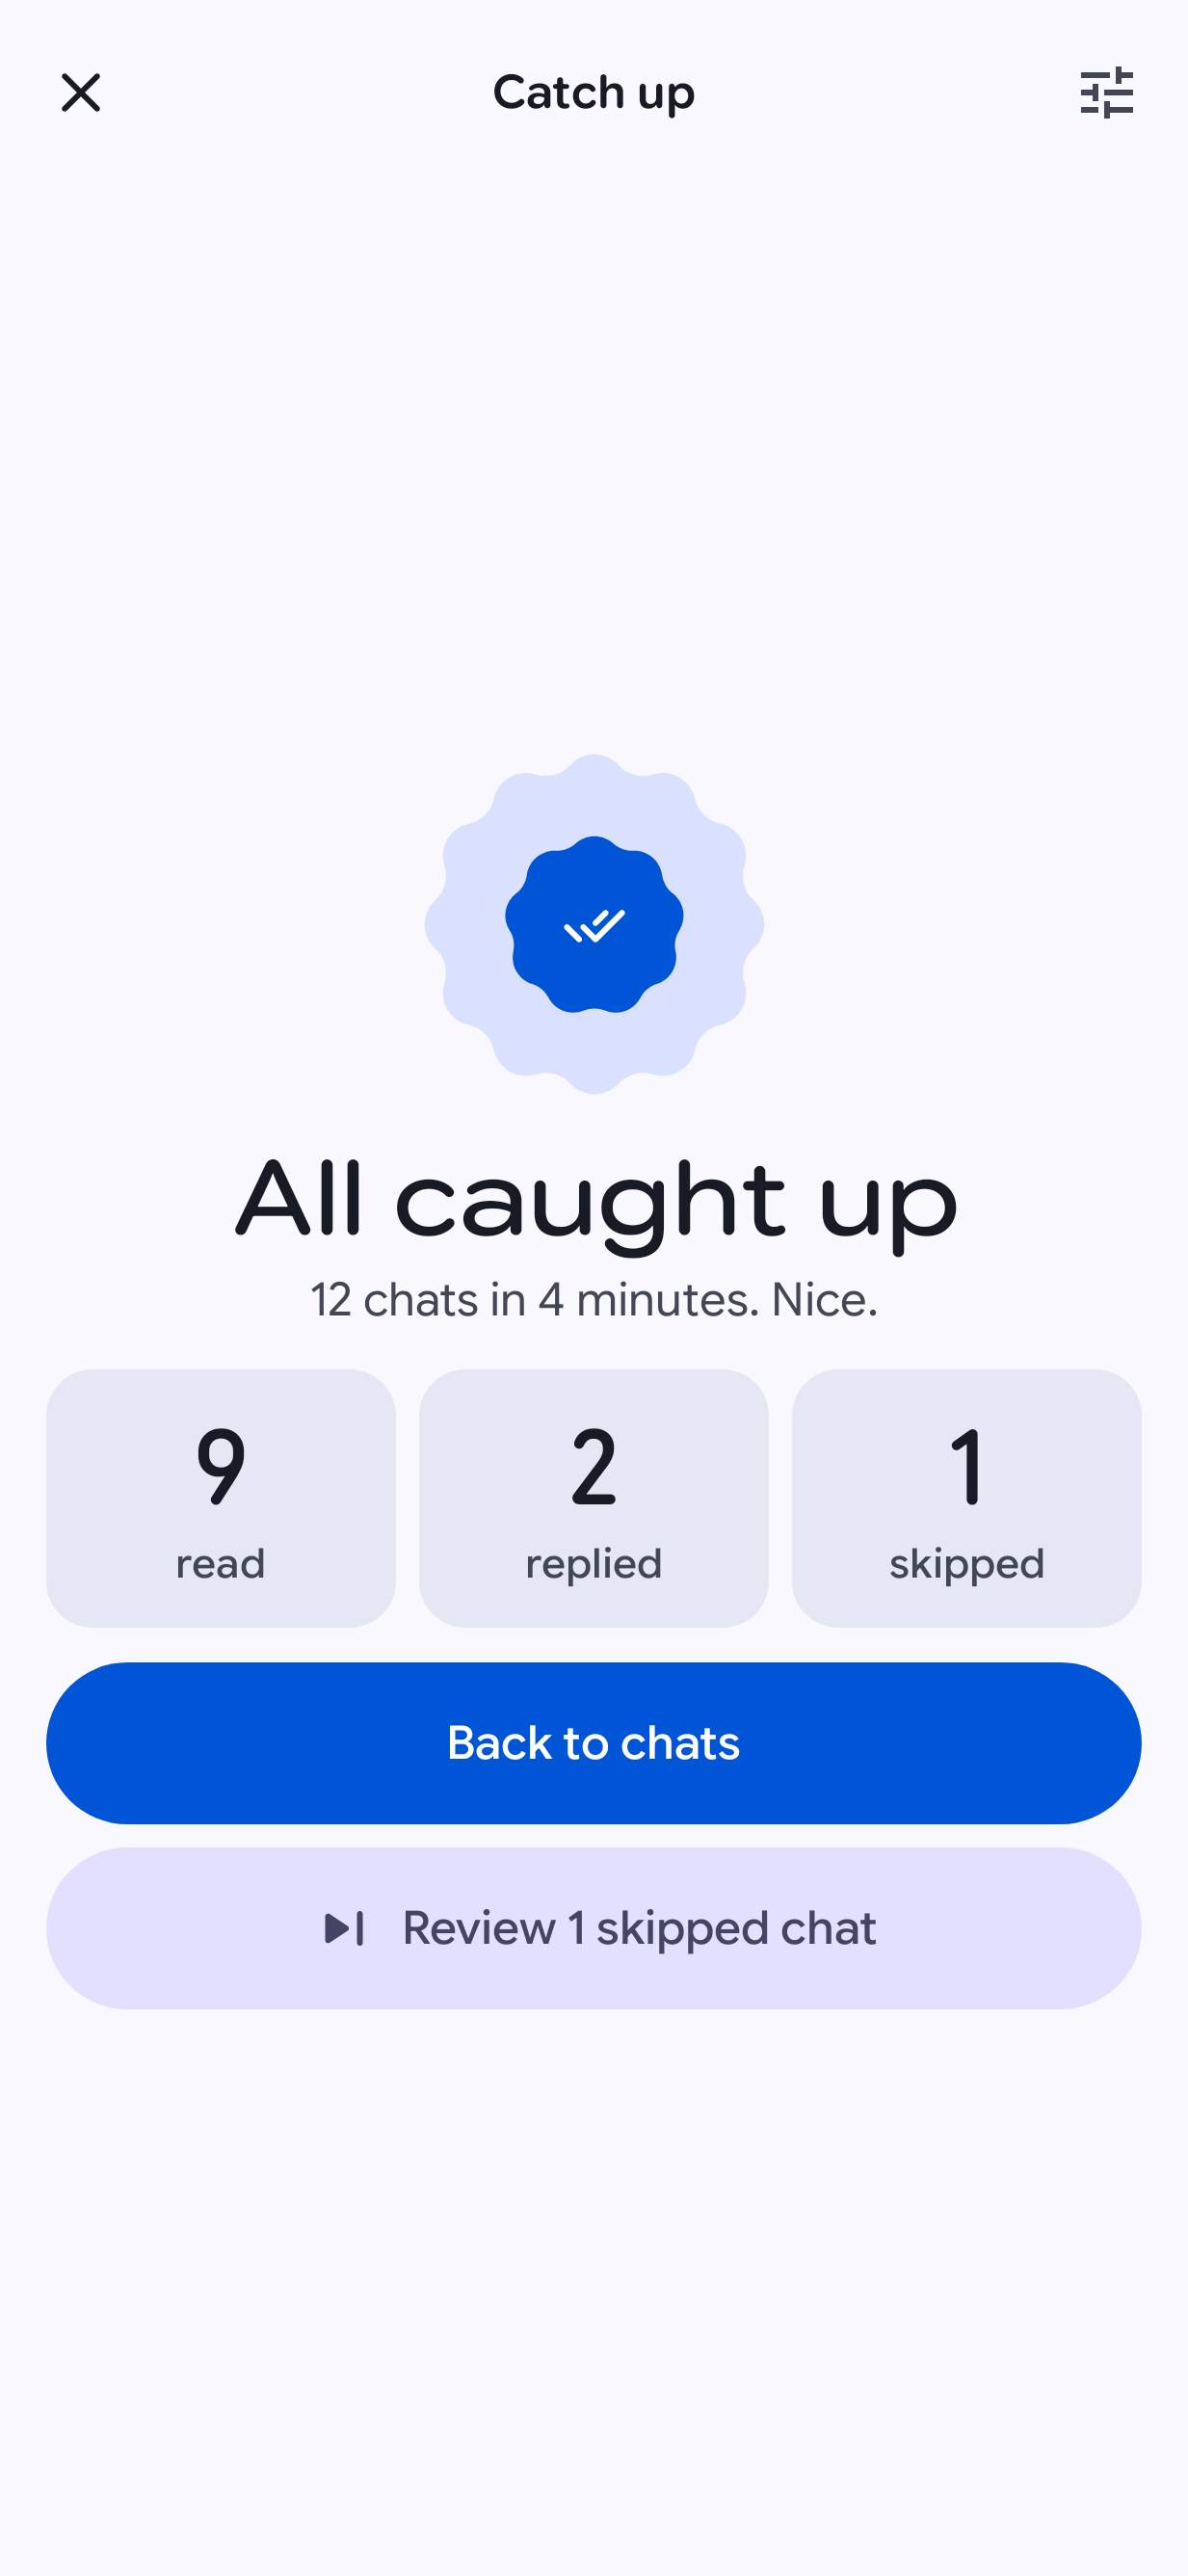 Catch up
All caught up
12 chats in 4 minutes. Nice.
9
read
2
replied
1
skipped
Back to chats
Review 1 skipped chat